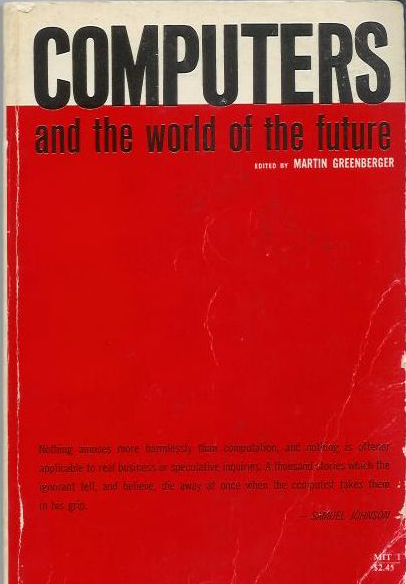 COMPUTERS
and the world of the future
EDITED BY MARTIN GREENBERGER
Nothing amuses more harmlessly than computation, and nothing is oftener
applicable to real business or speculative inquiries. A thousand stories which the
ignorant tell, and believe, die away at once when the computist takes them
in his grip.
— SAMUEL JOHNSON
MIT 1
$2.45